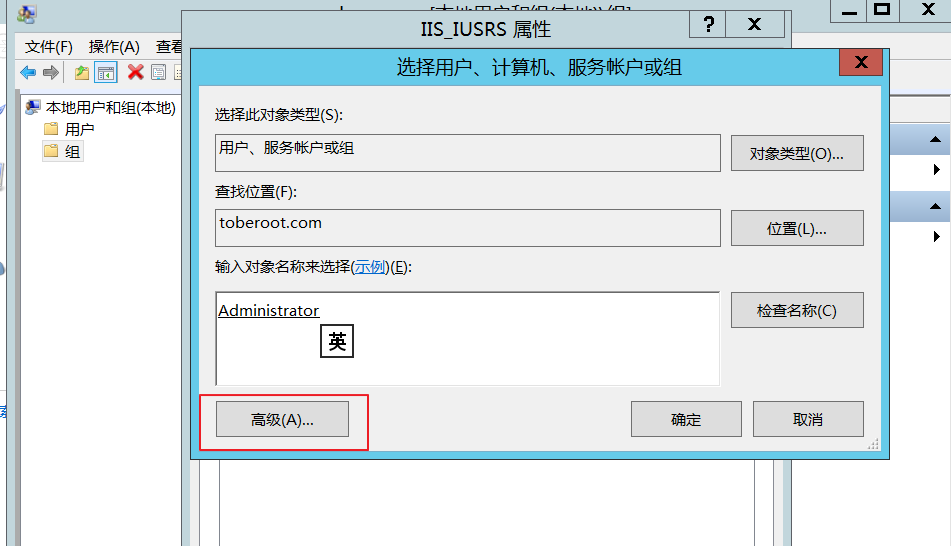 IIS_IUSRS 属性
?
X
X
文件(F) 操作(A) 查看
选择用户、计算机、服务帐户或组
X
本地用户和组(本地)
用户
组
选择此对象类型(S):
用户、服务帐户或组
对象类型(O)...
查找位置(F):
toberoot.com
位置(L)...
输入对象名称来选择(示例)(E):
Administrator
检查名称(C)
英
高级(A)...
确定
取消